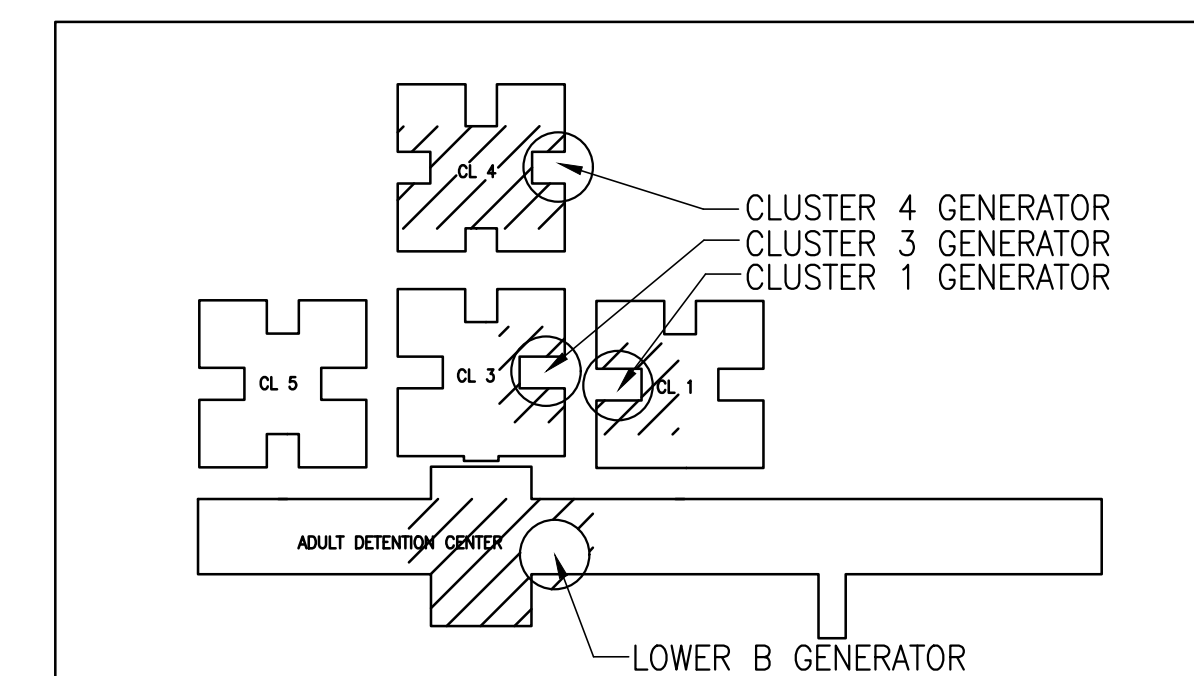 CL 4
CLUSTER 4 GENERATOR
CLUSTER 3 GENERATOR
CLUSTER 1 GENERATOR
CL 5
CL 3
CL 1
ADULT DETENTION CENTER
LOWER B GENERATOR